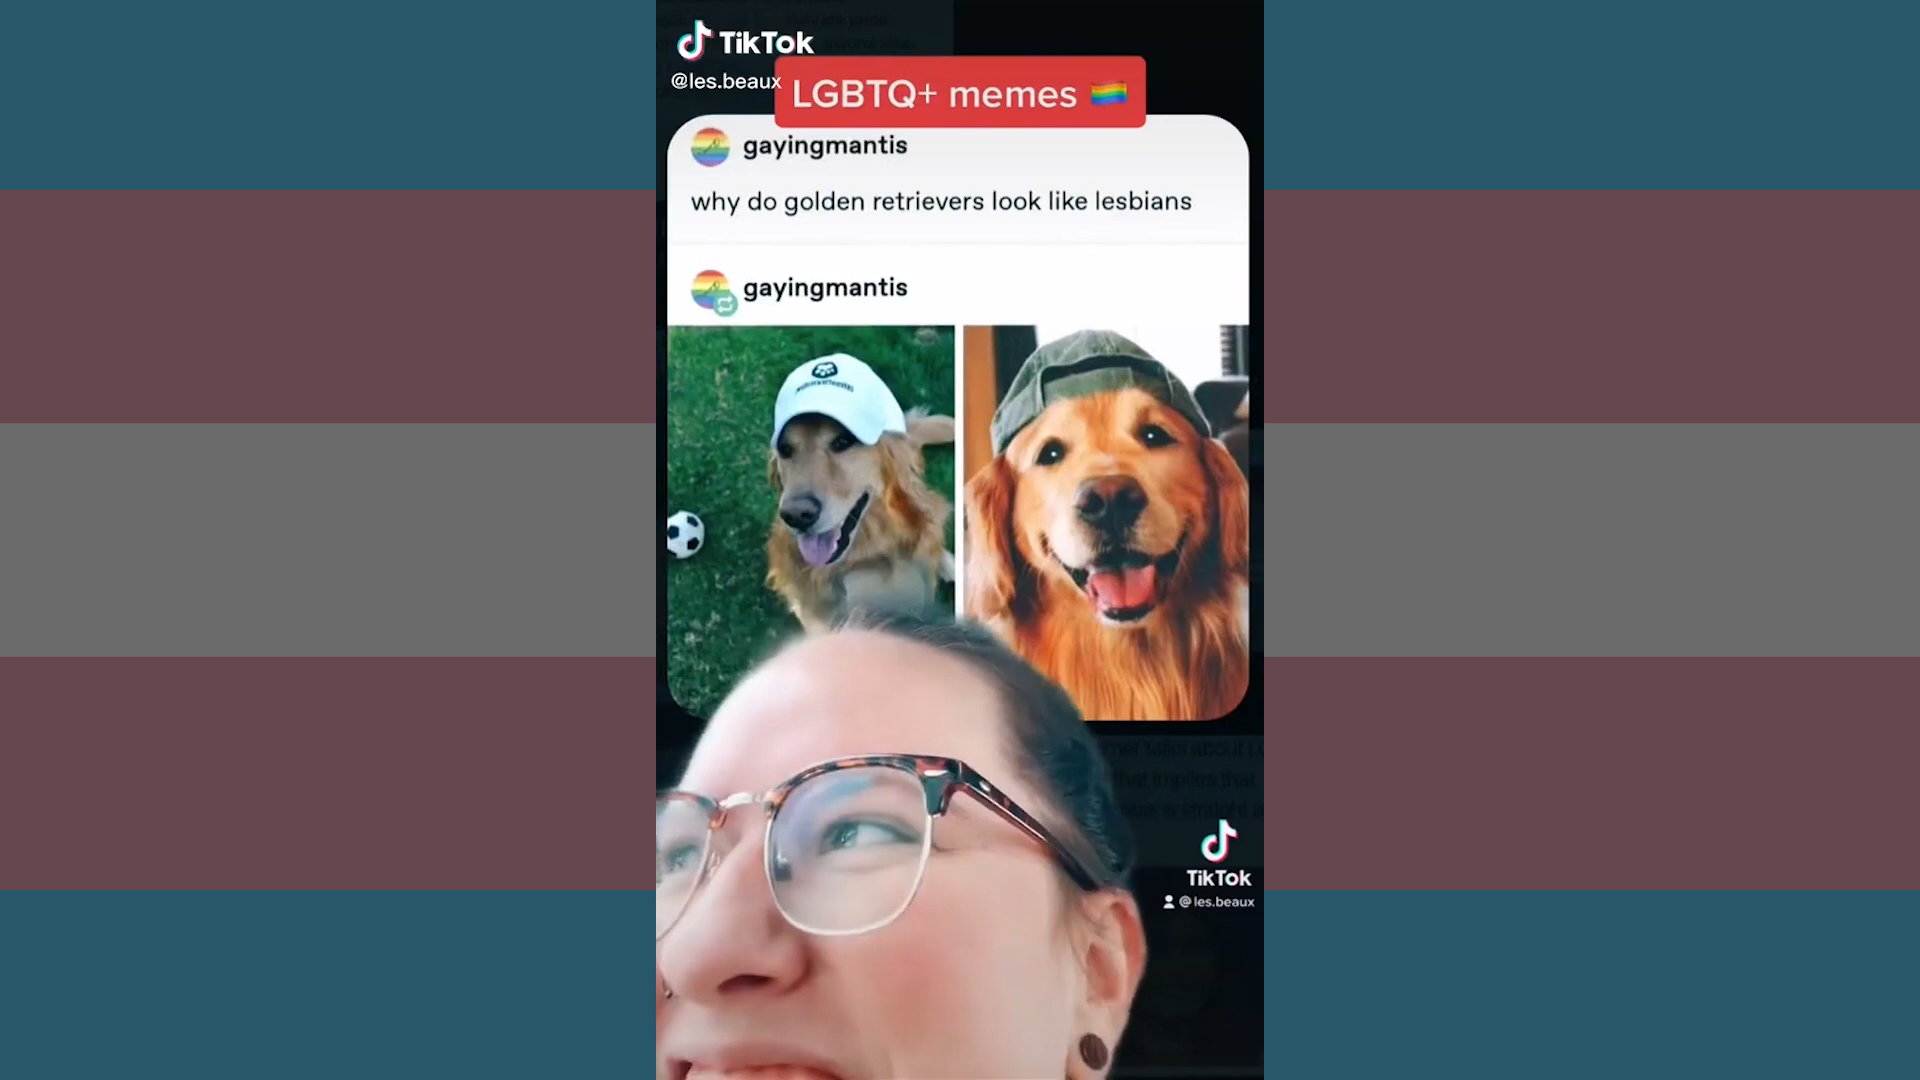 TikTok
@les.beaux
LGBTQ+ memes
gayingmantis
why do golden retrievers look like lesbians
gayingmantis
TikTok
@les.beaux